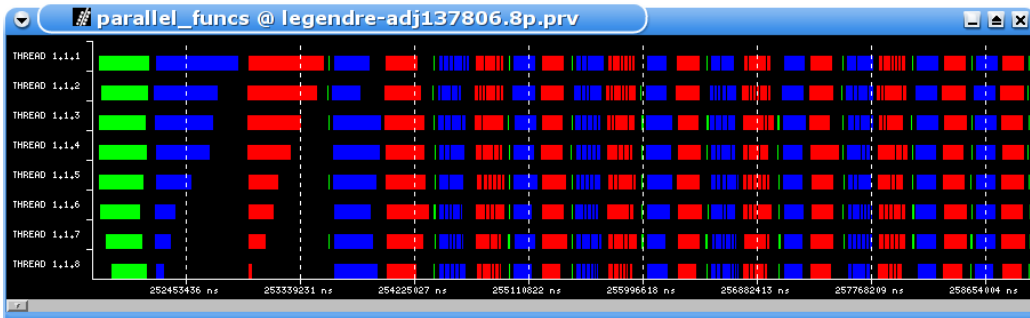 parallel_funcs @ legendre-adj137806.8p.prv
THREAD 1.1.1
THREAD 1.1.2
THREAD 1.1.3
THREAD 1.1.4
THREAD 1.1.5
THREAD 1.1.6
THREAD 1.1.7
THREAD 1.1.8
252453436 ns 253339231 ns 254225027 ns 255110822 ns 255996618 ns 256882413 ns 257768209 ns 258654004 ns